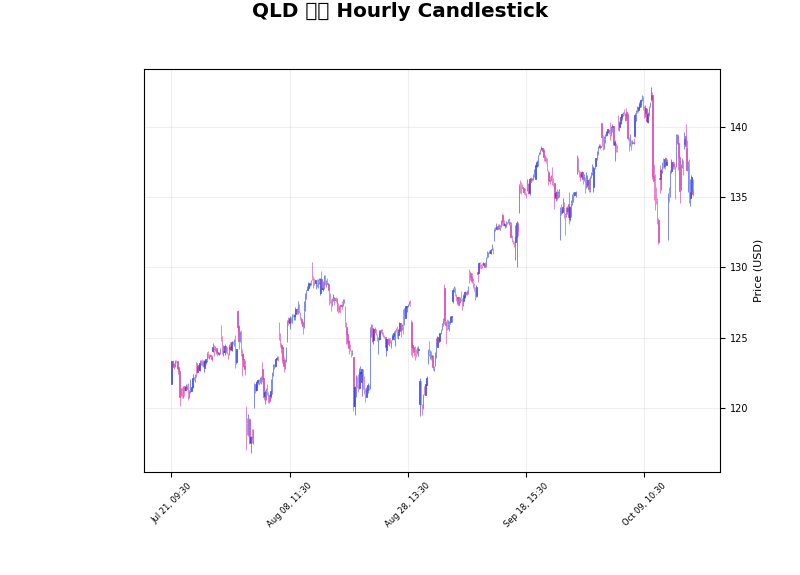 QLD Hourly Candlestick
140
135
130
125
120
Price (USD)
Jul 21, 09:30
Aug 08, 11:30
Aug 28, 13:30
Sep 18, 15:30
Oct 09, 10:30